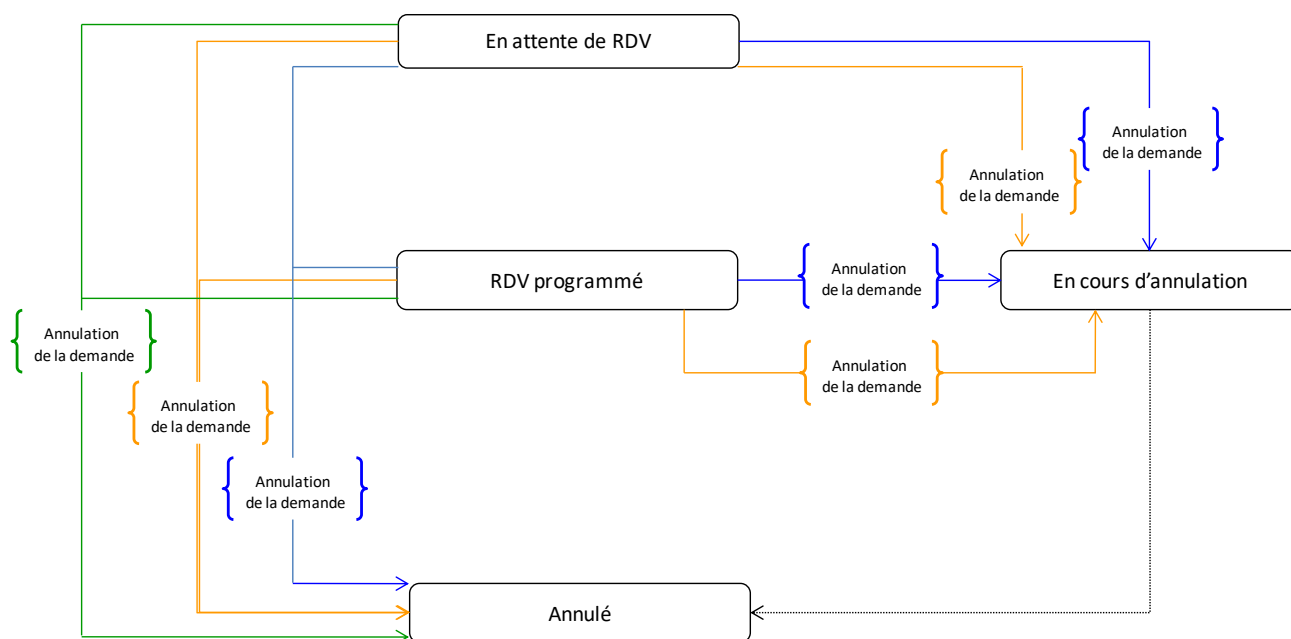 En attente de RDV
Annulation
de la demande
Annulation
de la demande
RDV programmé
Annulation
de la demande
En cours d’annulation
Annulation
de la demande
Annulation
de la demande
Annulation
de la demande
Annulation
de la demande
Annulé